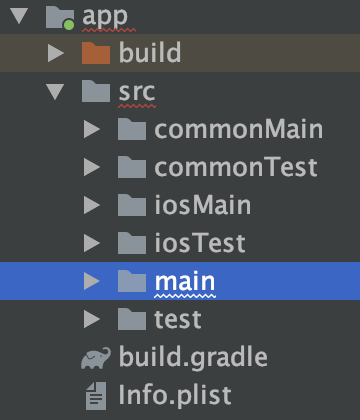 app
build
src
commonMain
commonTest
iosMain
iosTest
main
test
build.gradle
Info.plist